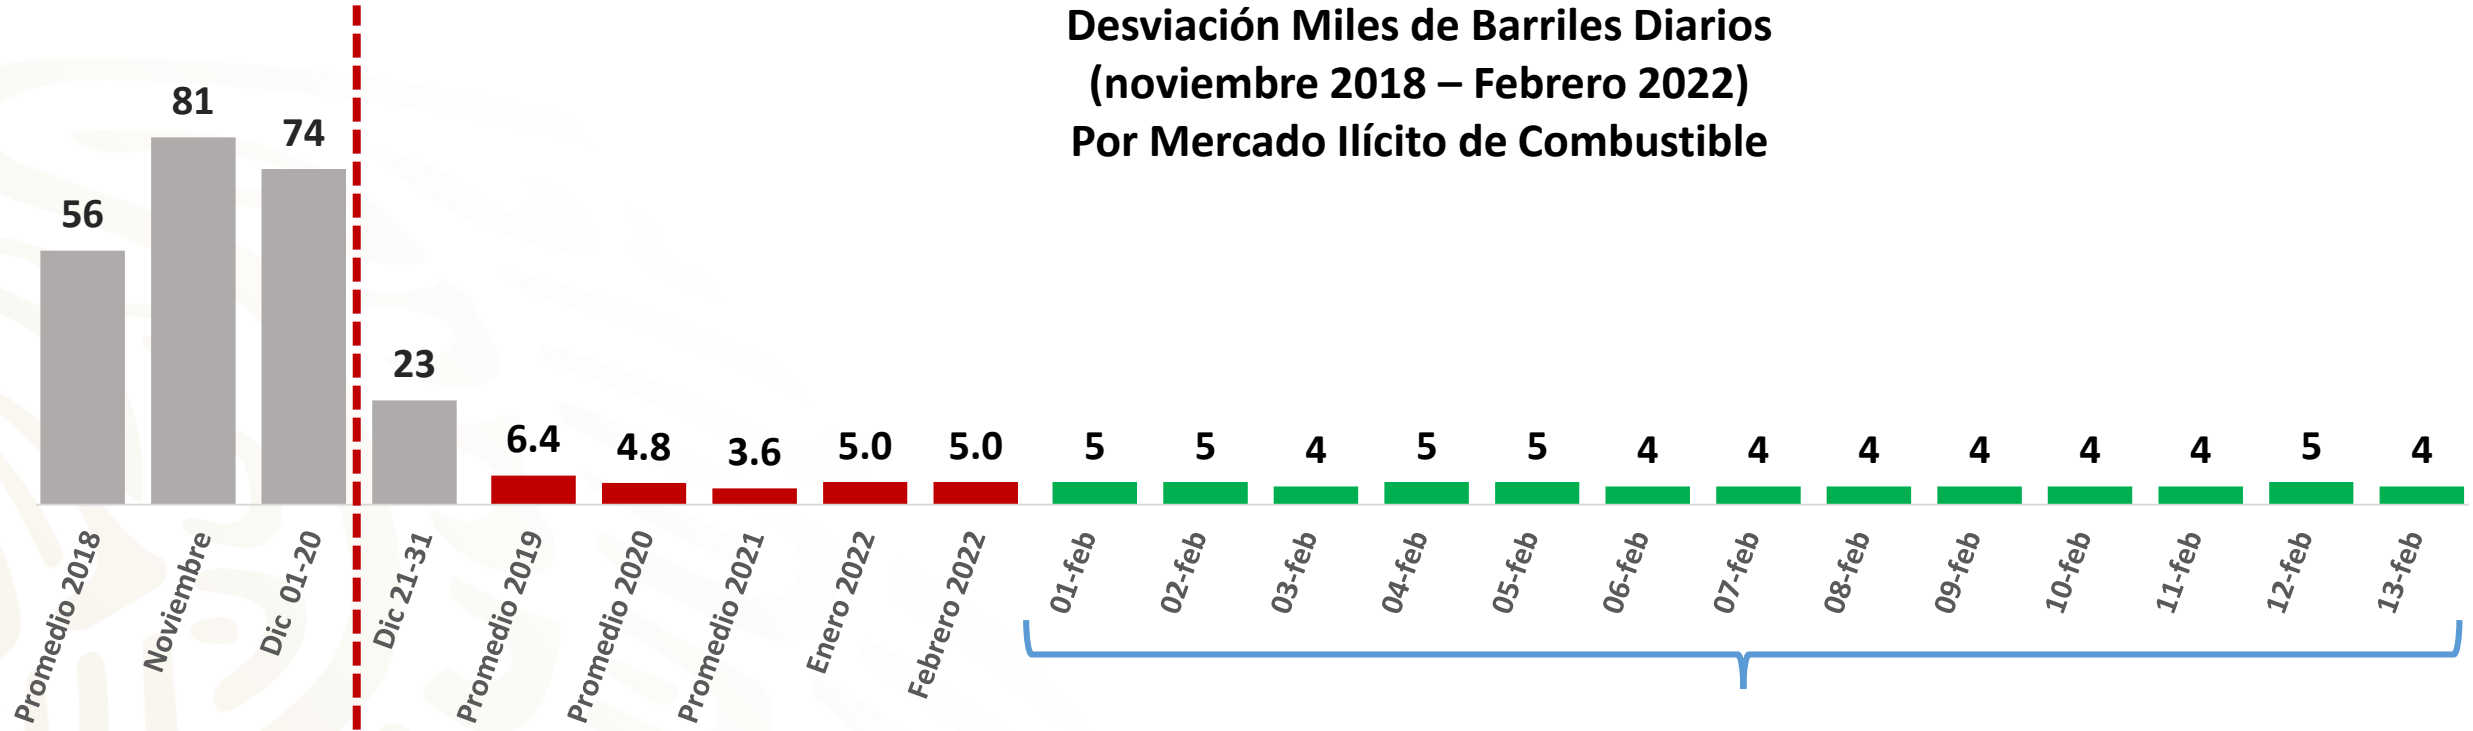 Desviación Miles de Barriles Diarios
(noviembre 2018 – Febrero 2022)
Por Mercado Ilícito de Combustible
56
81
74
23
6.4
4.8
3.6
5.0
5.0
5
5
4
5
5
4
4
4
4
4
4
5
4
Promedio 2018
Noviembre
Dic 01-20
Dic 21-31
Promedio 2019
Promedio 2020
Promedio 2021
Enero 2022
Febrero 2022
01-feb
02-feb
03-feb
04-feb
05-feb
06-feb
07-feb
08-feb
09-feb
10-feb
11-feb
12-feb
13-feb